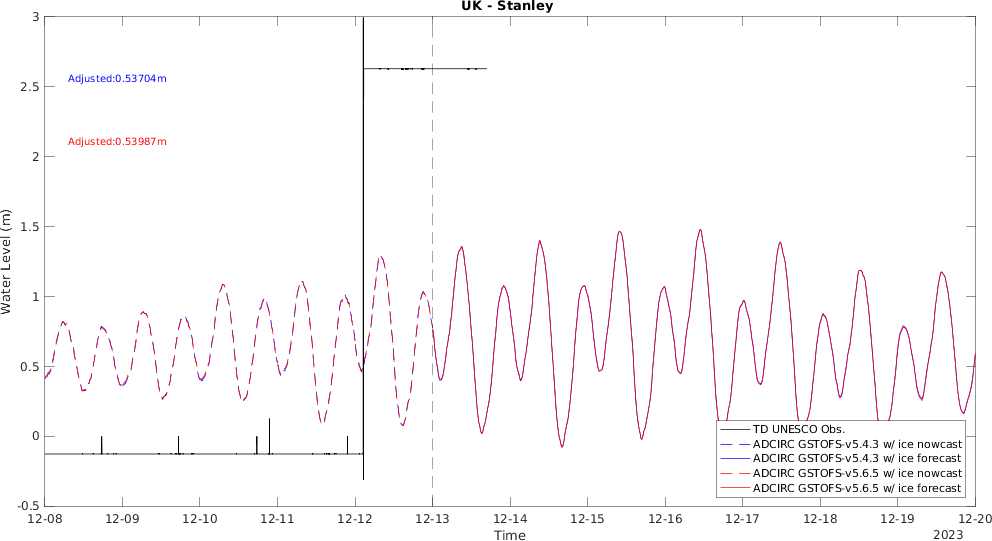 UK - Stanley
3
2.5
2
1.5
1
0.5
0
-0.5
Water Level (m)
Adjusted:0.53704m
Adjusted:0.53987m
TD UNESCO Obs.
ADCIRC GSTOFS-v5.4.3 w/ ice nowcast
ADCIRC GSTOFS-v5.4.3 w/ ice forecast
ADCIRC GSTOFS-v5.6.5 w/ ice nowcast
ADCIRC GSTOFS-v5.6.5 w/ ice forecast
12-08 12-09 12-10 12-11 12-12 12-13 12-14 12-15 12-16 12-17 12-18 12-19 12-20
Time
2023